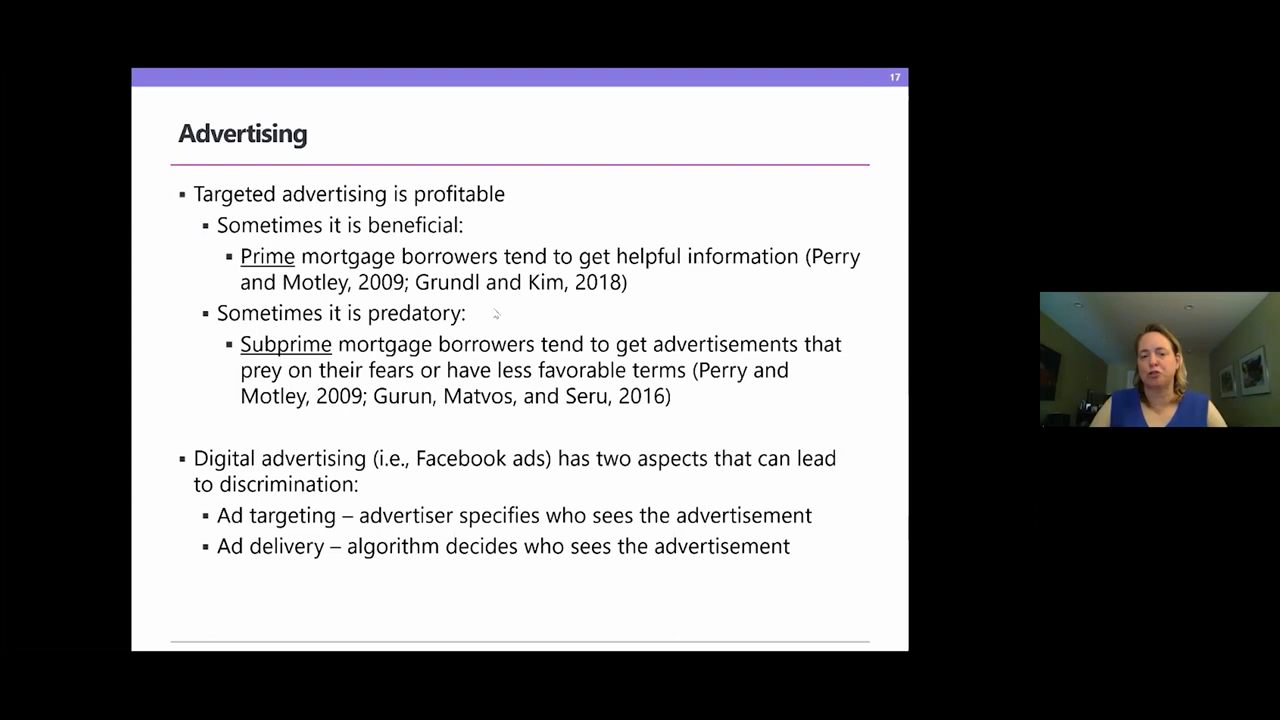 17
Advertising
▪ Targeted advertising is profitable
▪ Sometimes it is beneficial:
▪ Prime mortgage borrowers tend to get helpful information (Perry
and Motley, 2009; Grundl and Kim, 2018)
▪ Sometimes it is predatory:
▪ Subprime mortgage borrowers tend to get advertisements that
prey on their fears or have less favorable terms (Perry and
Motley, 2009; Gurun, Matvos, and Seru, 2016)
▪ Digital advertising (i.e., Facebook ads) has two aspects that can lead
to discrimination:
▪ Ad targeting – advertiser specifies who sees the advertisement
▪ Ad delivery – algorithm decides who sees the advertisement